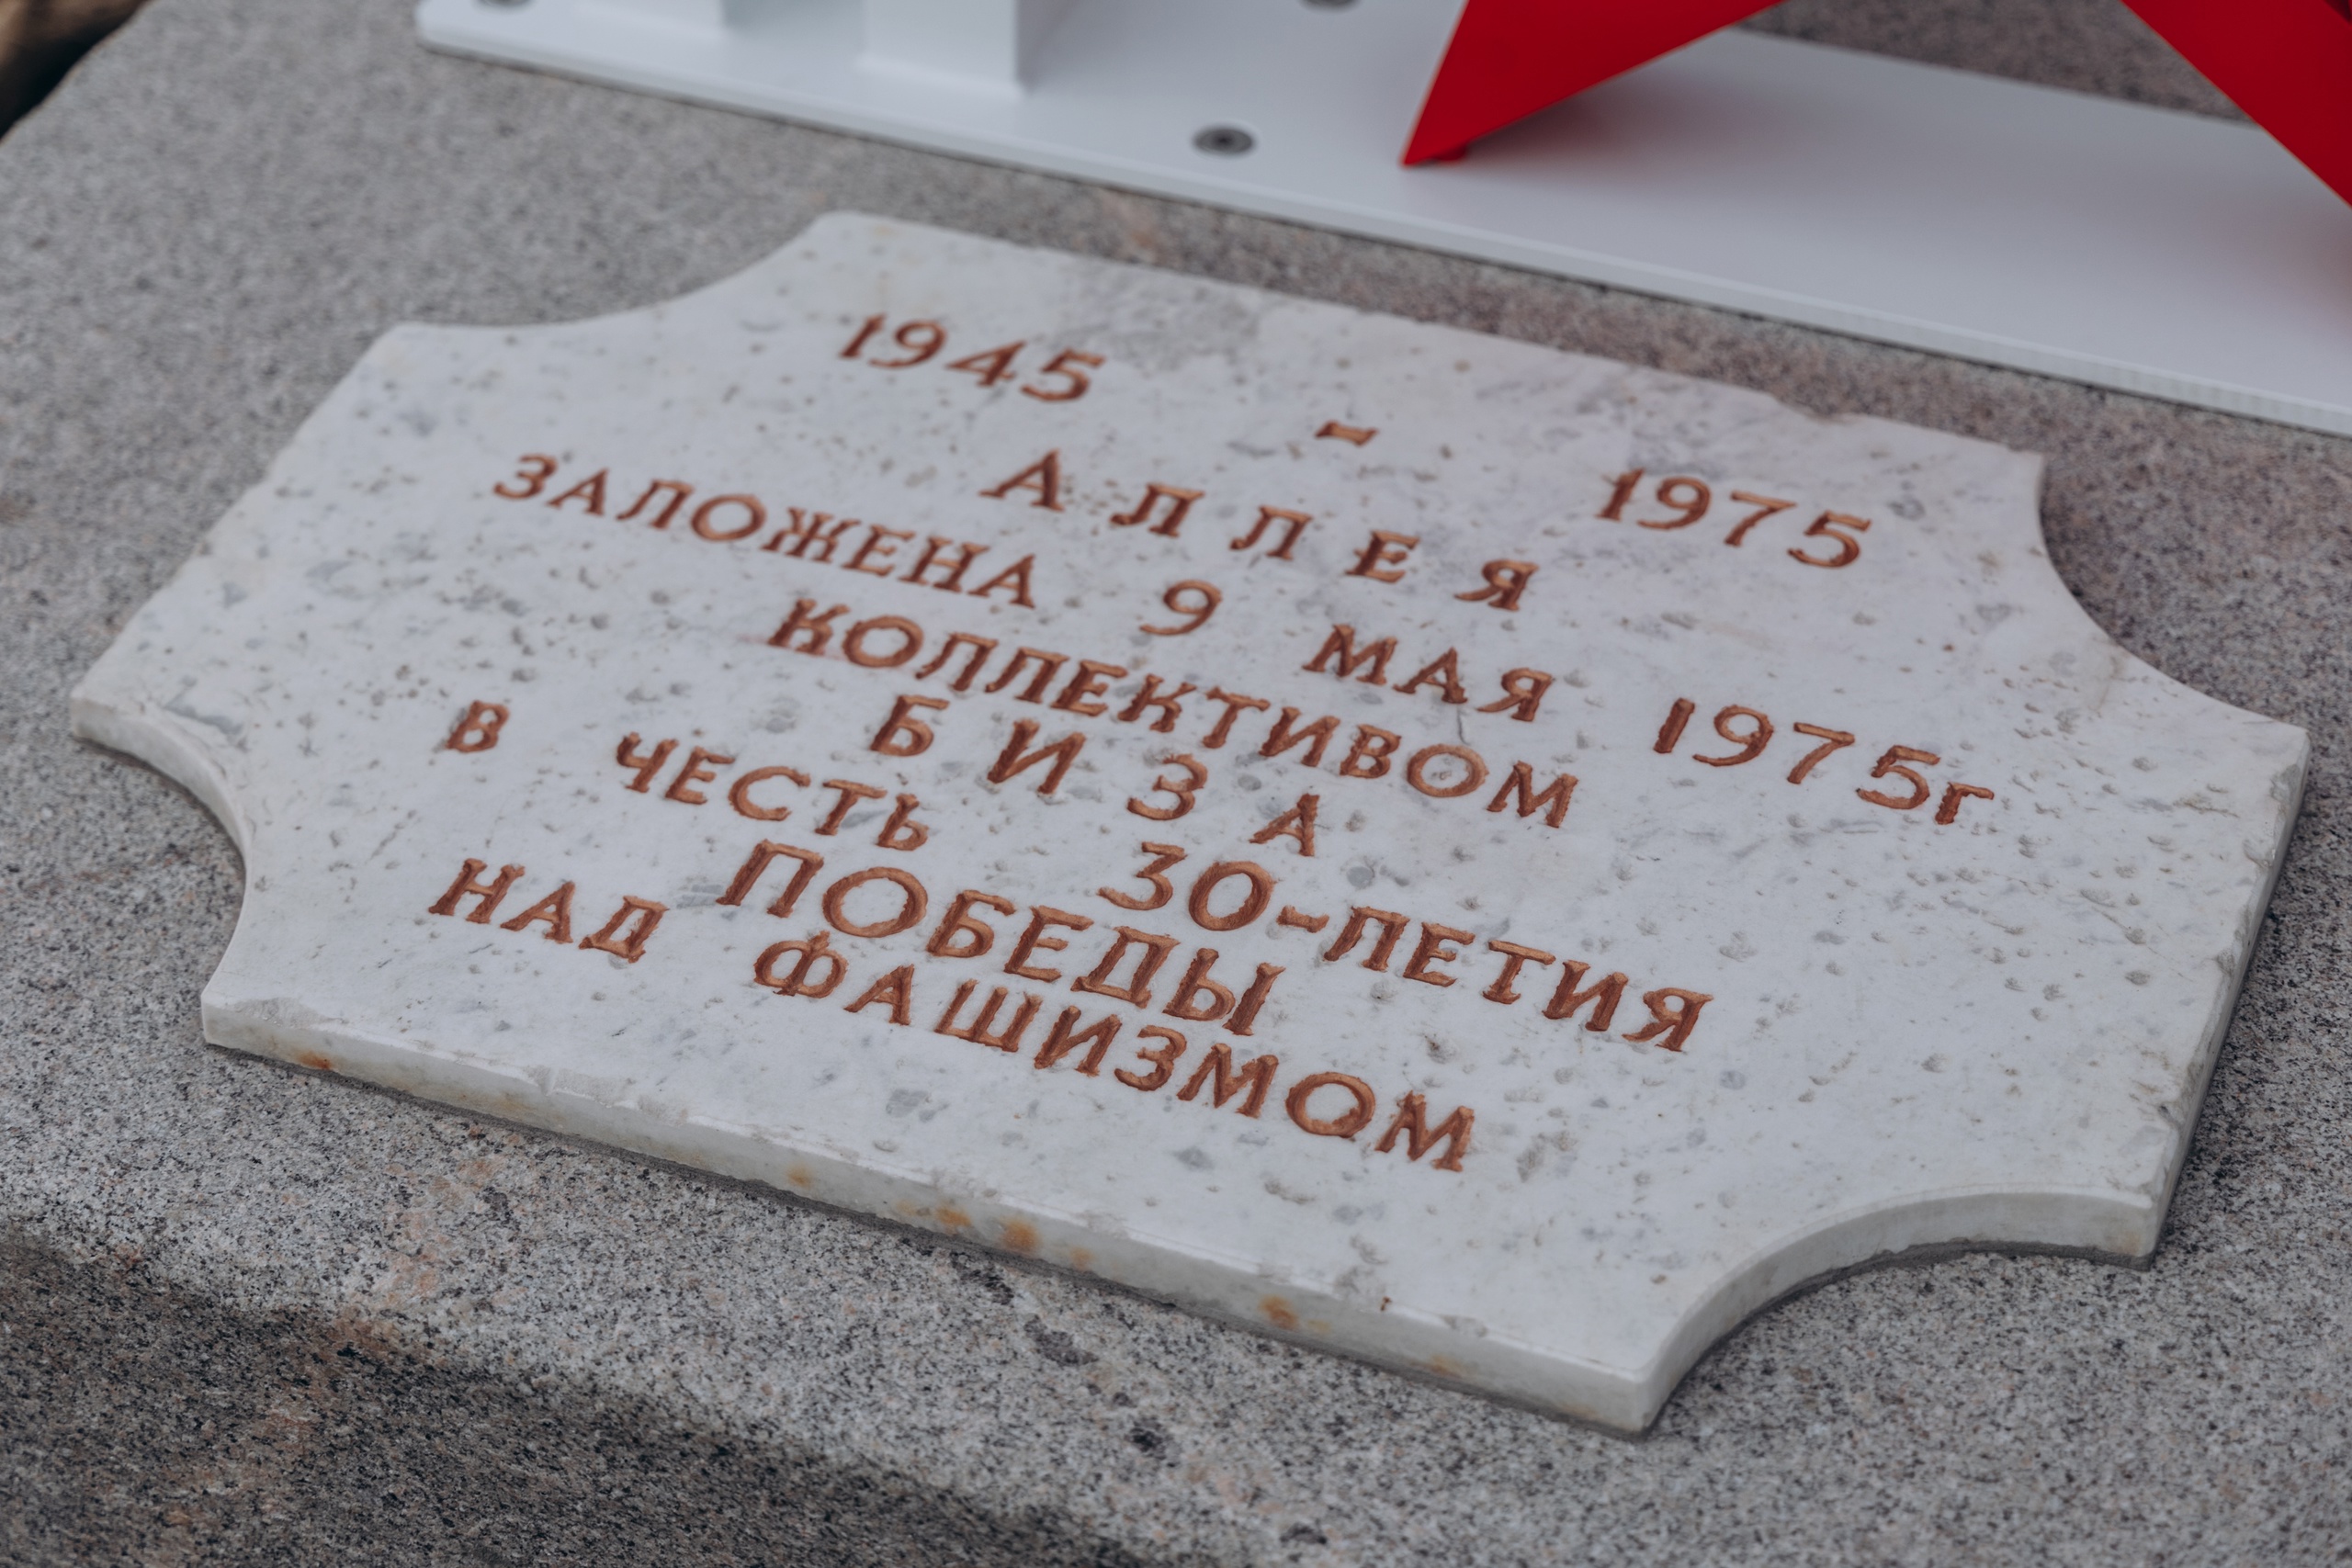 1945 - 1975
АЛЛЕЯ
ЗАЛОЖЕНА 9 МАЯ 1975г
КОЛЛЕКТИВОМ
БИЗА
В ЧЕСТЬ 30-ЛЕТИЯ
ПОБЕДЫ
НАД ФАШИЗМОМ